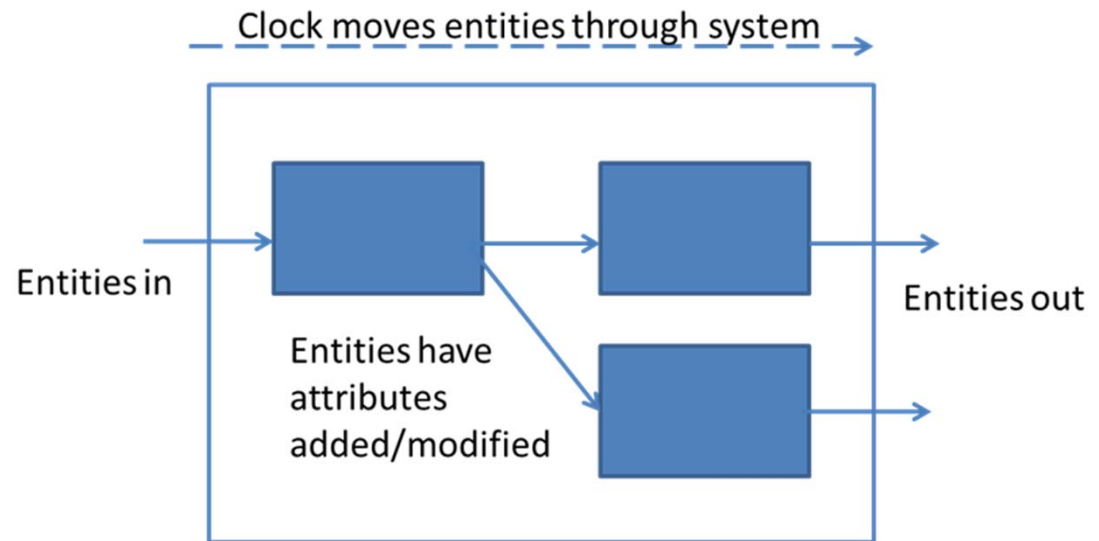 Clock moves entities through system
Entities in
Entities out
Entities have
attributes
added/modified